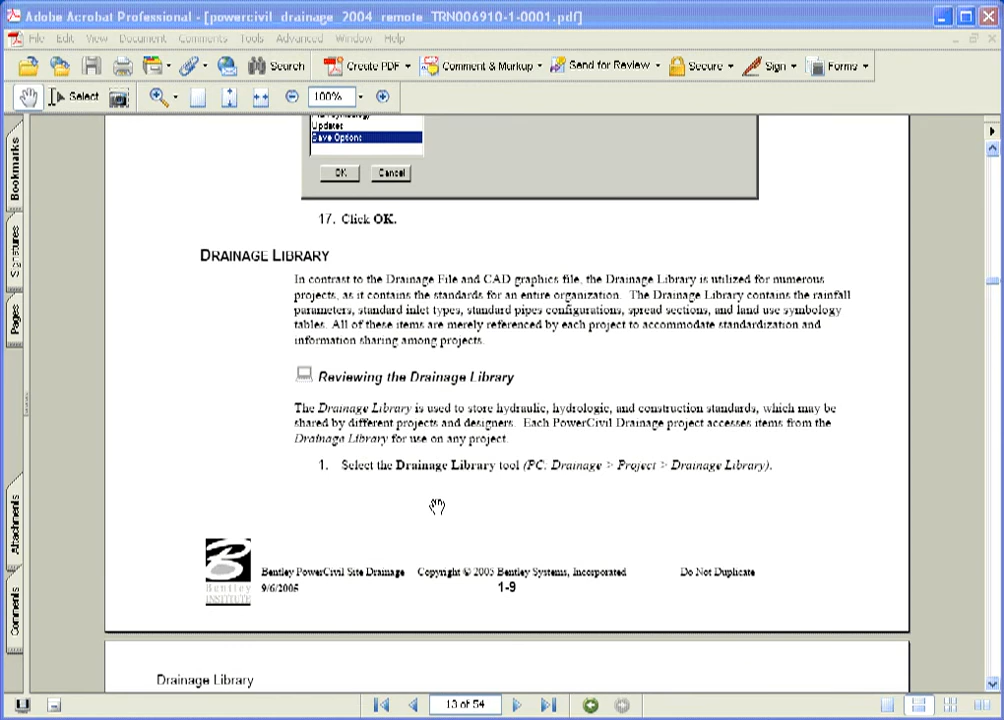 Adobe Acrobat Professional - [powercivil_drainage_2004_remote_TRN006910-1-0001.pdf]
File Edit View Document Comments Tools Advanced Window Help
Search Create PDF Comment & Markup Send for Review Secure Sign Forms
Select 100%
Bookmarks
Signatures
Pages
Attachments
Comments
Updates
Save Options
OK Cancel
17. Click OK.
DRAINAGE LIBRARY
In contrast to the Drainage File and CAD graphics file, the Drainage Library is utilized for numerous
projects, as it contains the standards for an entire organization. The Drainage Library contains the rainfall
parameters, standard inlet types, standard pipes configurations, spread sections, and land use symbology
tables. All of these items are merely referenced by each project to accommodate standardization and
information sharing among projects.
Reviewing the Drainage Library
The Drainage Library is used to store hydraulic, hydrologic, and construction standards, which may be
shared by different projects and designers. Each PowerCivil Drainage project accesses items from the
Drainage Library for use on any project.
1. Select the Drainage Library tool (PC: Drainage > Project > Drainage Library).
Bentley
INSTITUTE
Bentley PowerCivil Site Drainage Copyright © 2005 Bentley Systems, Incorporated Do Not Duplicate
9/6/2005 1-9
Drainage Library
13 of 54